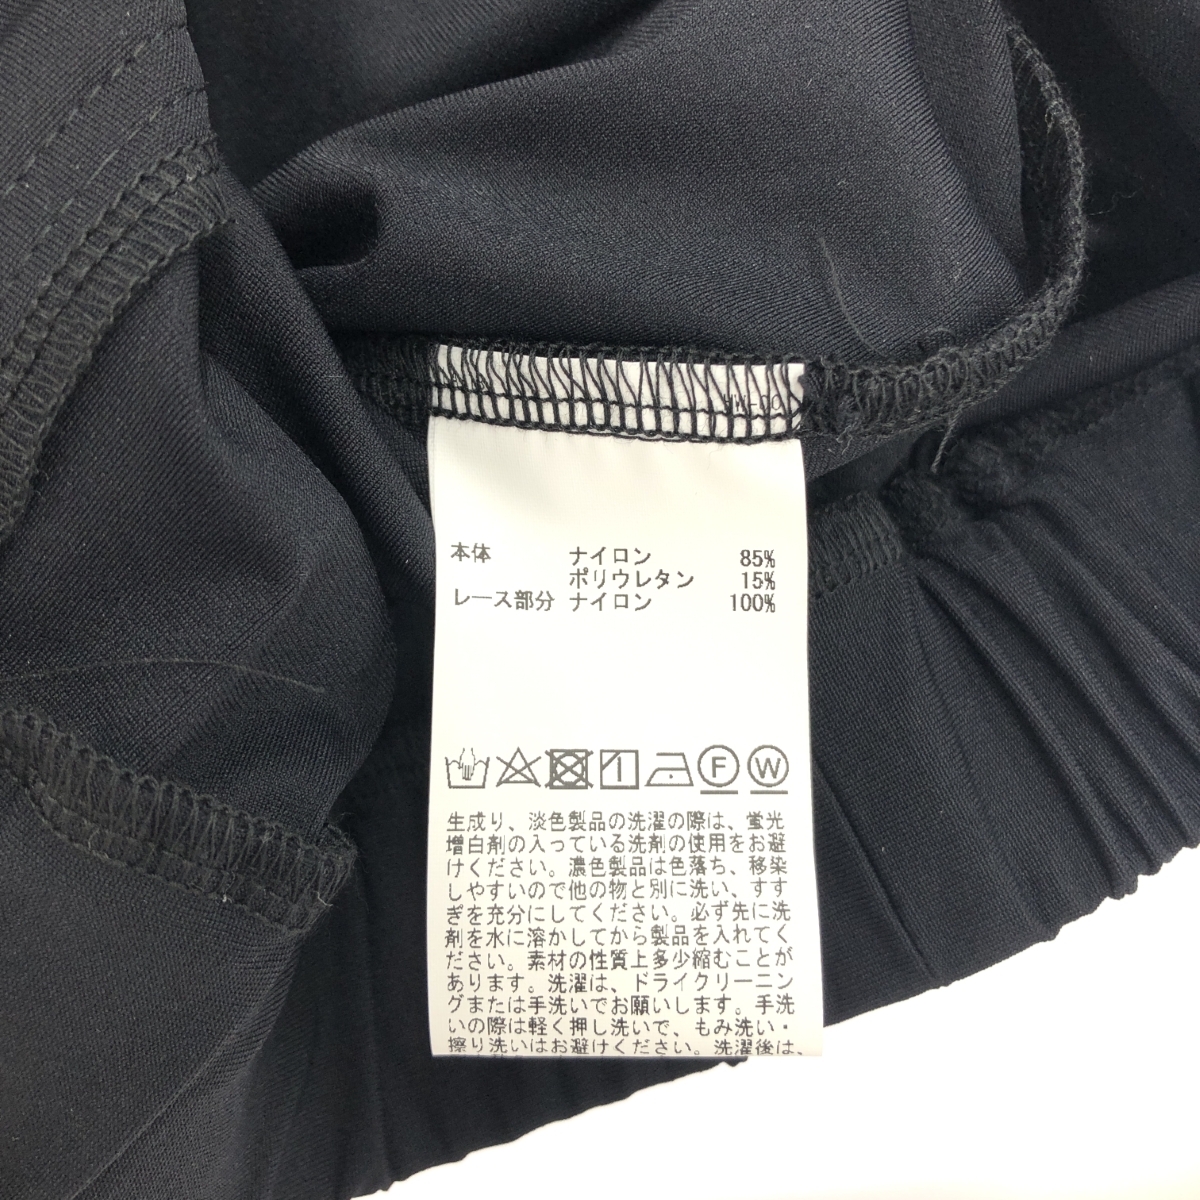 本体 ナイロン 85%
ポリウレタン 15%
レース部分 ナイロン 100%
F W
生成り、淡色製品の洗濯の際は、蛍光
増白剤の入っている洗剤の使用をお避
けください。濃色製品は色落ち、移染
しやすいので他の物と別に洗い、すす
ぎを充分にしてください。必ず先に洗
剤を水に溶かしてから製品を入れてく
ださい。素材の性質上多少縮むことが
あります。洗濯は、ドライクリーニン
グまたは手洗いでお願いします。手洗
いの際は軽く押し洗いで、もみ洗い・
擦り洗いはお避けください。洗濯後は、